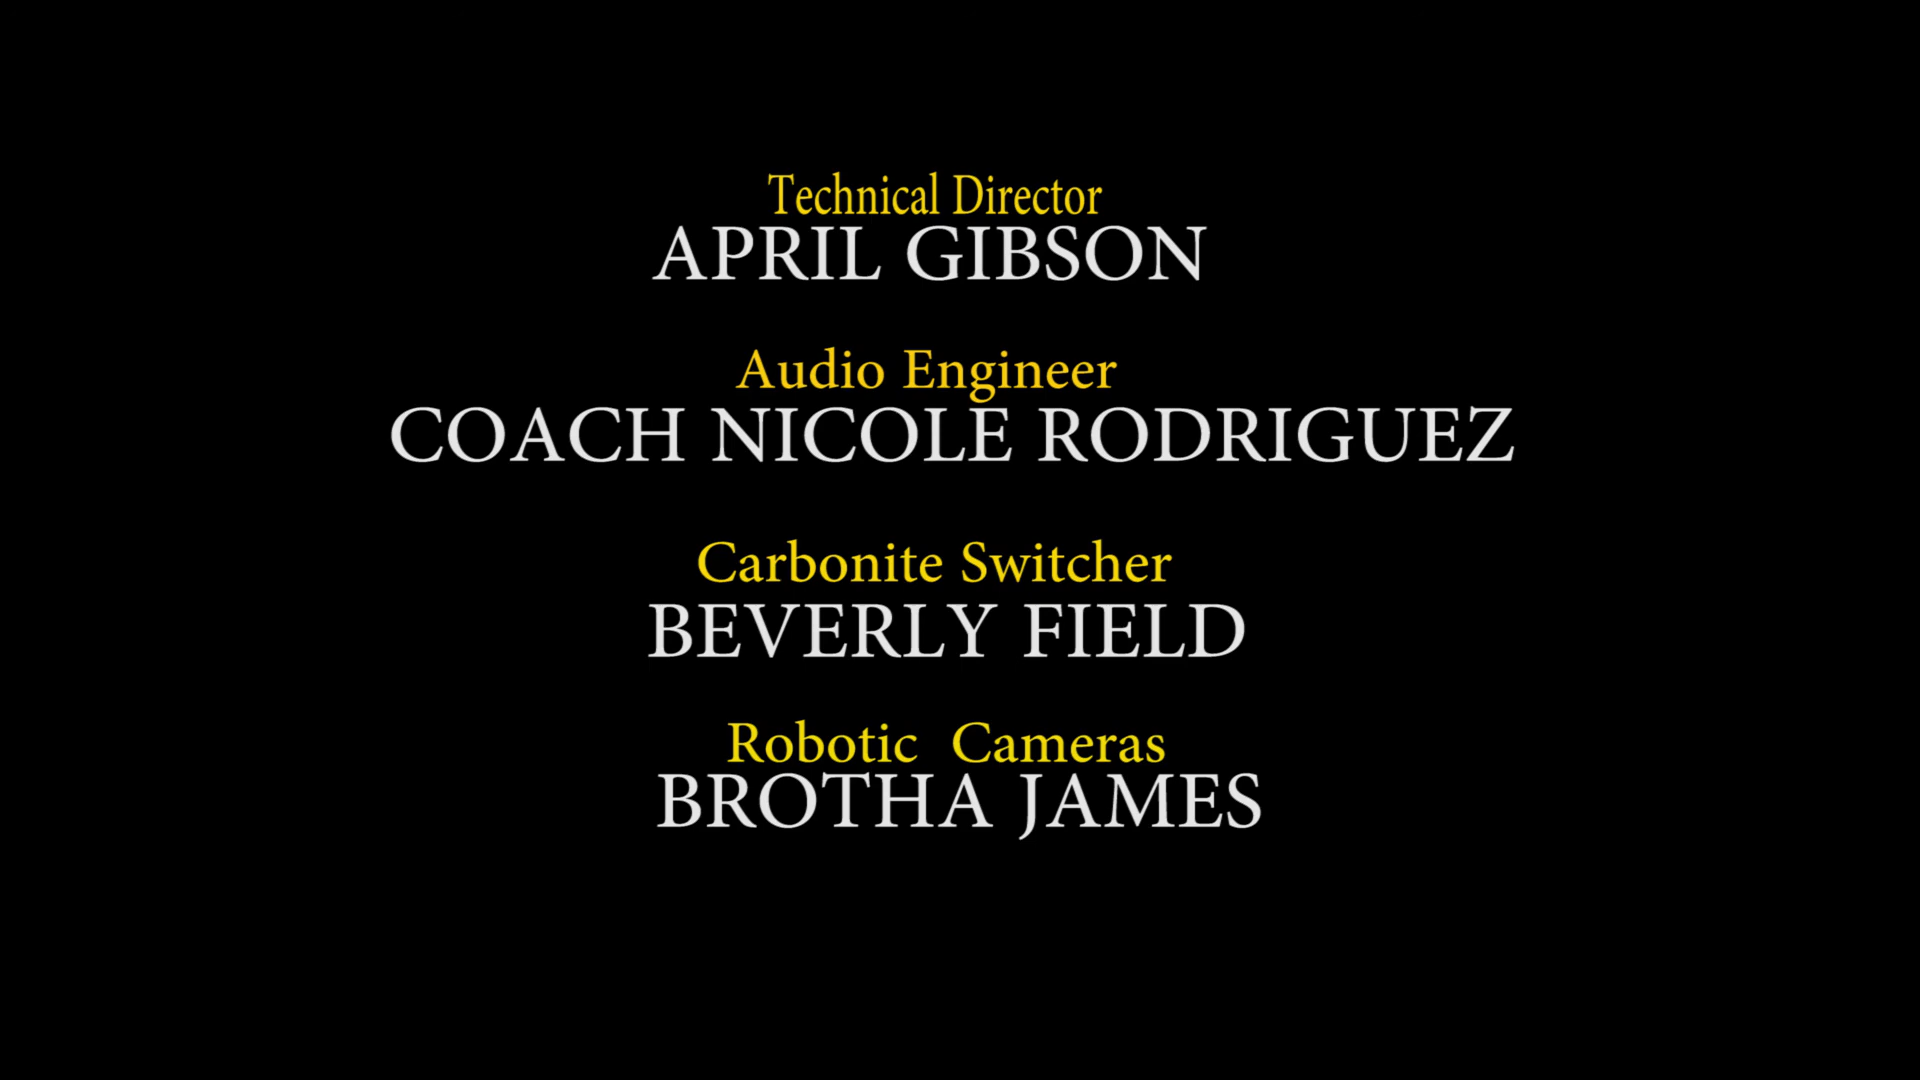 Technical Director
APRIL GIBSON
Audio Engineer
COACH NICOLE RODRIGUEZ
Carbonite Switcher
BEVERLY FIELD
Robotic  Cameras
BROTHA JAMES